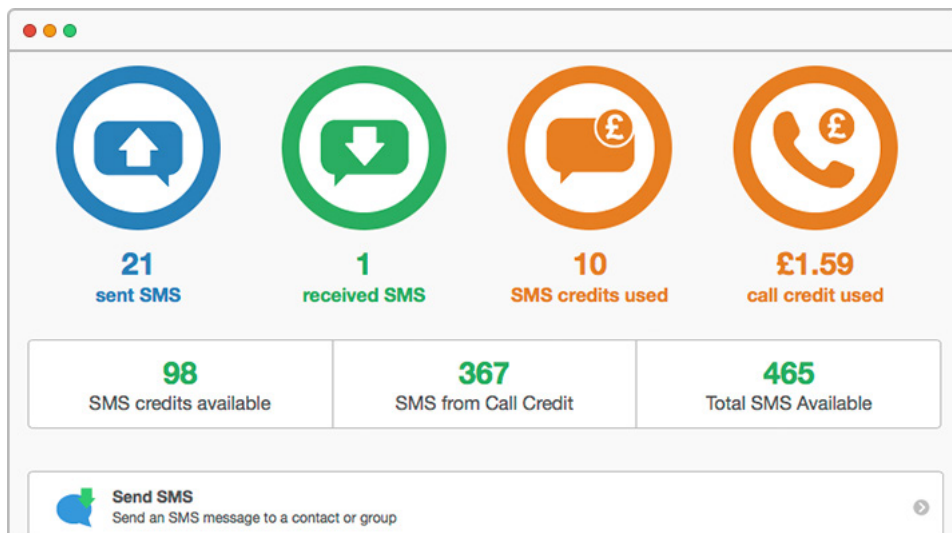 £
£
21
sent SMS
1
received SMS
10
SMS credits used
£1.59
call credit used
98
SMS credits available
367
SMS from Call Credit
465
Total SMS Available
Send SMS
Send an SMS message to a contact or group